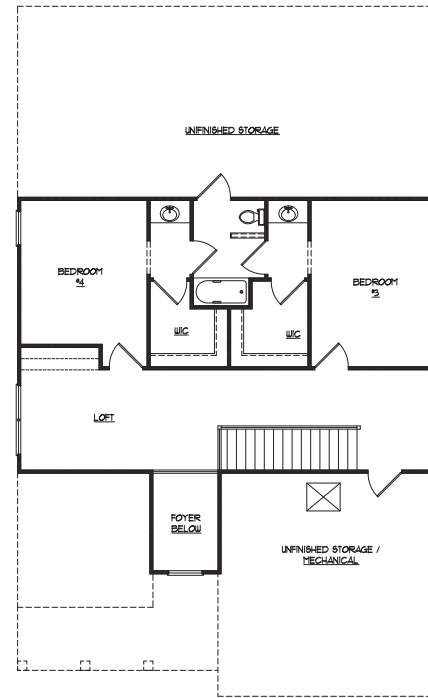 UNFINISHED STORAGE
BEDROOM
#4
BEDROOM
#3
WIC
WIC
LOFT
FOYER
BELOW
UNFINISHED STORAGE /
MECHANICAL